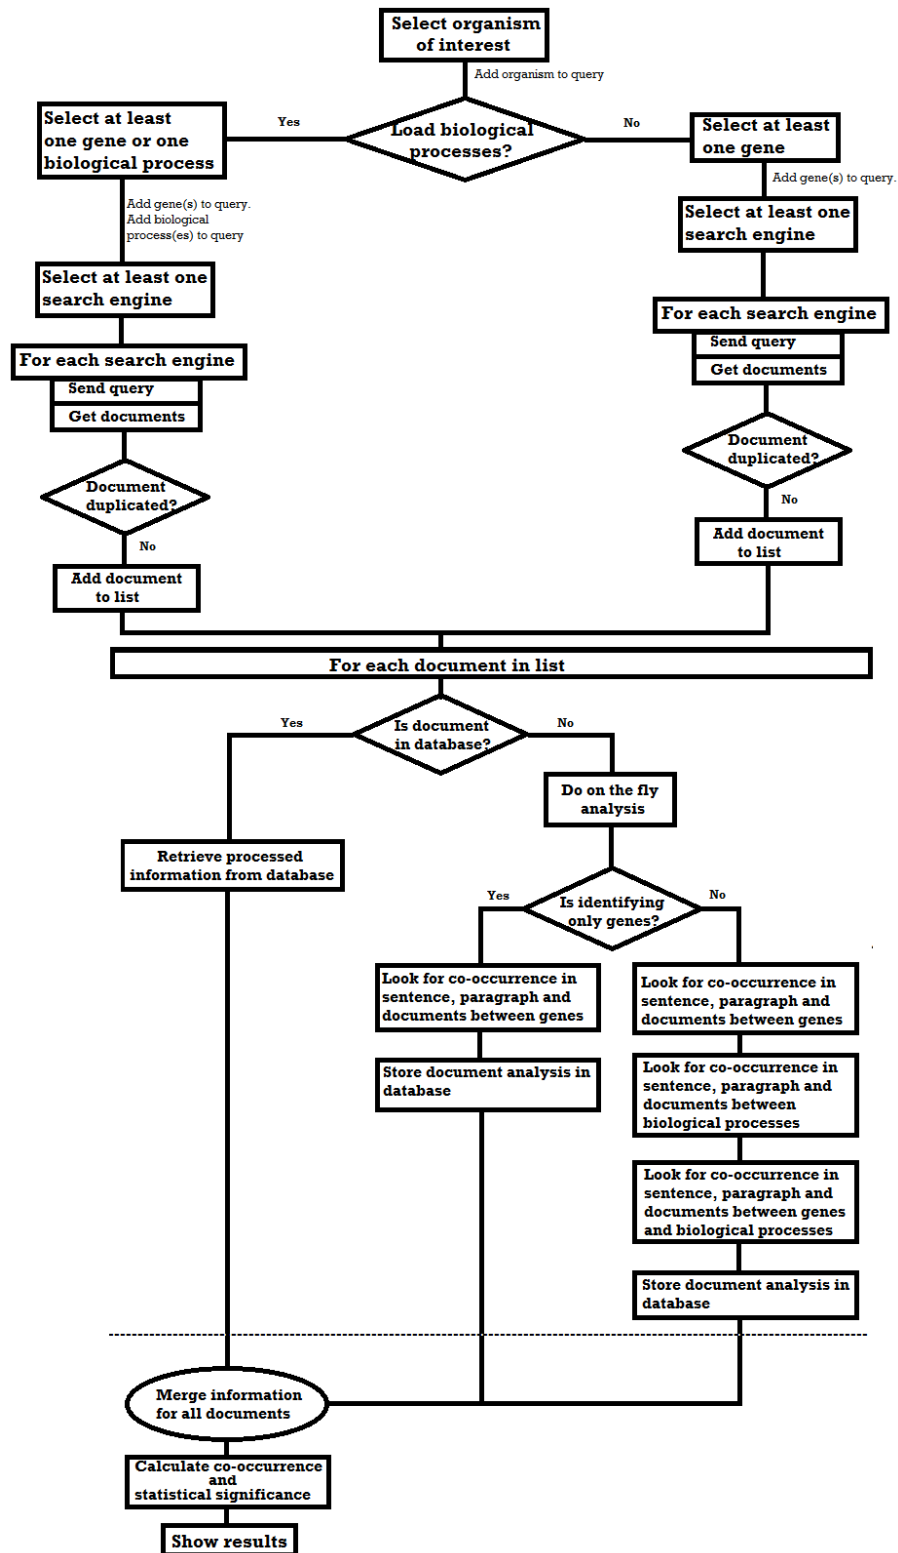 Select organism
of interest
Add organism to query
Load biological
processes?
Yes
No
Select at least
one gene or one
biological process
Add gene(s) to query.
Add biological
process(es) to query
Select at least one
search engine
For each search engine
Send query
Get documents
Document
duplicated?
No
Add document
to list
Select at least
one gene
Add gene(s) to query.
Select at least one
search engine
For each search engine
Send query
Get documents
Document
duplicated?
No
Add document
to list
For each document in list
Is document
in database?
Yes
No
Retrieve processed
information from database
Do on the fly
analysis
Is identifying
only genes?
Yes
No
Look for co-occurrence in
sentence, paragraph and
documents between genes
Store document analysis in
database
Look for co-occurrence in
sentence, paragraph and
documents between genes
Look for co-occurrence in
sentence, paragraph and
documents between
biological processes
Look for co-occurrence in
sentence, paragraph and
documents between genes
and biological processes
Store document analysis in
database
Merge information
for all documents
Calculate co-occurrence
and
statistical significance
Show results